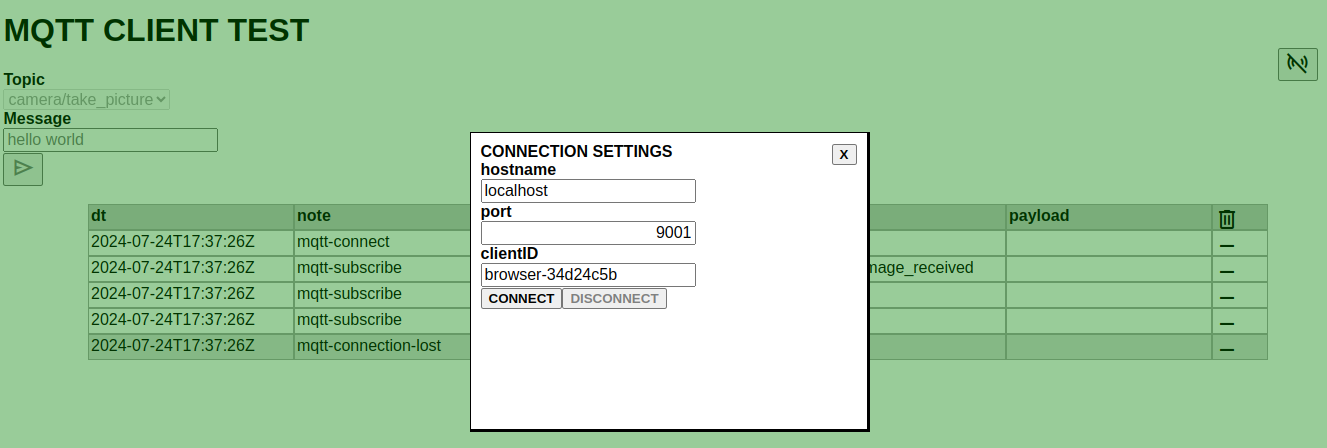 MQTT CLIENT TEST
Topic
camera/take_picture
Message
hello world
CONNECTION SETTINGS
X
hostname
localhost
port
9001
clientID
browser-34d24c5b
CONNECT DISCONNECT
dt note payload
2024-07-24T17:37:26Z mqtt-connect
2024-07-24T17:37:26Z mqtt-subscribe mage_received
2024-07-24T17:37:26Z mqtt-subscribe
2024-07-24T17:37:26Z mqtt-subscribe
2024-07-24T17:37:26Z mqtt-connection-lost